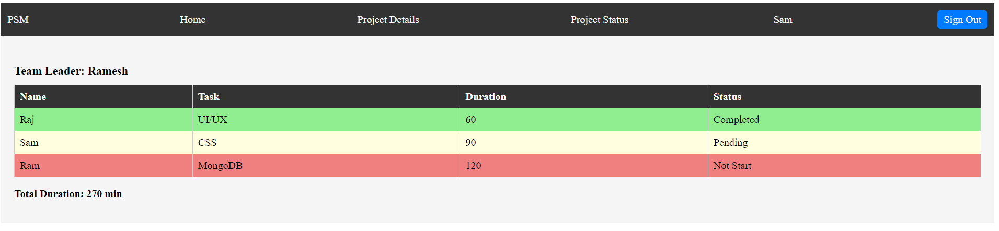 PSM Home Project Details Project Status Sam Sign Out
Team Leader: Ramesh
Name Task Duration Status
Raj UI/UX 60 Completed
Sam CSS 90 Pending
Ram MongoDB 120 Not Start
Total Duration: 270 min